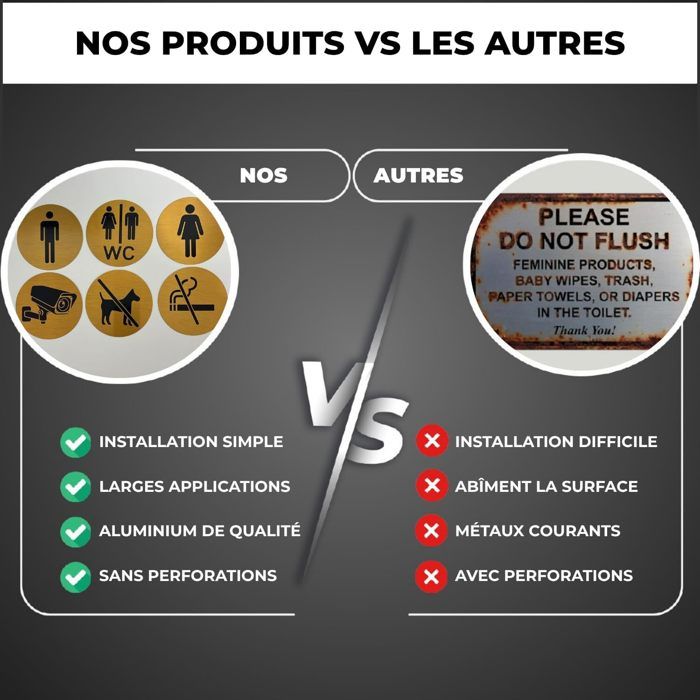 NOS PRODUITS VS LES AUTRES
NOS
AUTRES
WC
PLEASE
DO NOT FLUSH
FEMININE PRODUCTS,
BABY WIPES, TRASH,
PAPER TOWELS, OR DIAPERS
IN THE TOILET.
Thank You!
VS
INSTALLATION SIMPLE
LARGES APPLICATIONS
ALUMINIUM DE QUALITÉ
SANS PERFORATIONS
INSTALLATION DIFFICILE
ABÎMENT LA SURFACE
MÉTAUX COURANTS
AVEC PERFORATIONS